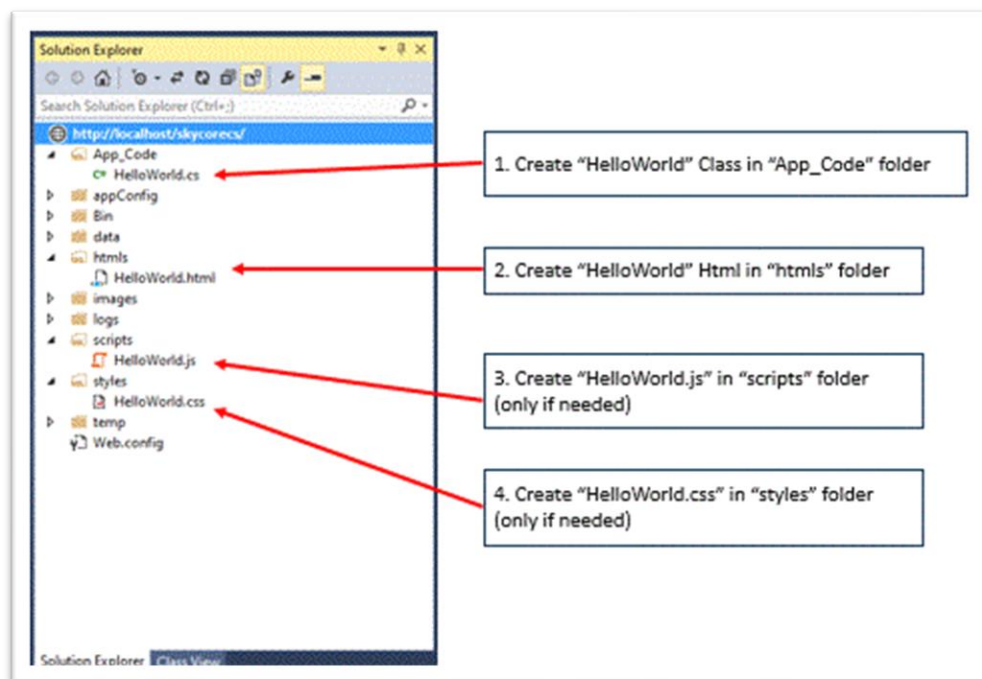 Solution Explorer
Search Solution Explorer (Ctrl+;)
http://localhost/skycorecs/
App_Code
HelloWorld.cs
appConfig
Bin
data
htmls
HelloWorld.html
images
logs
scripts
HelloWorld.js
styles
HelloWorld.css
temp
Web.config
Solution Explorer Class View
1. Create “HelloWorld” Class in “App_Code” folder
2. Create “HelloWorld” Html in “htmls” folder
3. Create “HelloWorld.js” in “scripts” folder
(only if needed)
4. Create “HelloWorld.css” in “styles” folder
(only if needed)